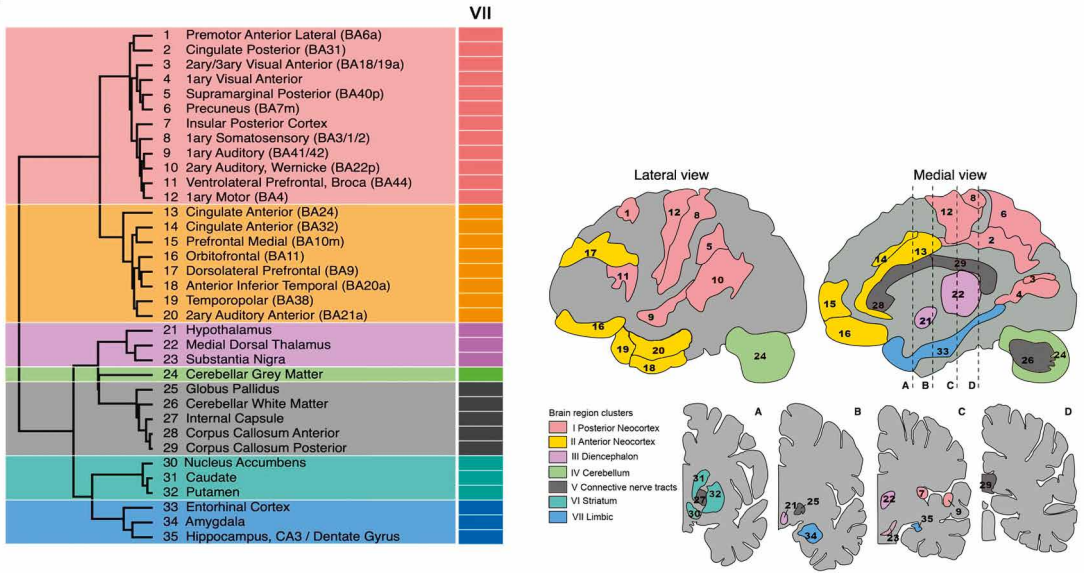 VII
1 Premotor Anterior Lateral (BA6a)
2 Cingulate Posterior (BA31)
3 2ary/3ary Visual Anterior (BA18/19a)
4 1ary Visual Anterior
5 Supramarginal Posterior (BA40p)
6 Precuneus (BA7m)
7 Insular Posterior Cortex
8 1ary Somatosensory (BA3/1/2)
9 1ary Auditory (BA41/42)
10 2ary Auditory, Wernicke (BA22p)
11 Ventrolateral Prefrontal, Broca (BA44)
12 1ary Motor (BA4)
13 Cingulate Anterior (BA24)
14 Cingulate Anterior (BA32)
15 Prefrontal Medial (BA10m)
16 Orbitofrontal (BA11)
17 Dorsolateral Prefrontal (BA9)
18 Anterior Inferior Temporal (BA20a)
19 Temporopolar (BA38)
20 2ary Auditory Anterior (BA21a)
21 Hypothalamus
22 Medial Dorsal Thalamus
23 Substantia Nigra
24 Cerebellar Grey Matter
25 Globus Pallidus
26 Cerebellar White Matter
27 Internal Capsule
28 Corpus Callosum Anterior
29 Corpus Callosum Posterior
30 Nucleus Accumbens
31 Caudate
32 Putamen
33 Entorhinal Cortex
34 Amygdala
35 Hippocampus, CA3 / Dentate Gyrus
Lateral view
1
12
8
17
5
11
10
9
16
19
20
18
24
Medial view
8
12
6
2
13
14
29
3
4
15
28
22
21
16
33
26
24
A B C D
Brain region clusters
I Posterior Neocortex
II Anterior Neocortex
III Diencephalon
IV Cerebellum
V Connective nerve tracts
VI Striatum
VII Limbic
A
31
32
27
30
B
21
25
34
C
22
7
9
35
23
D
29